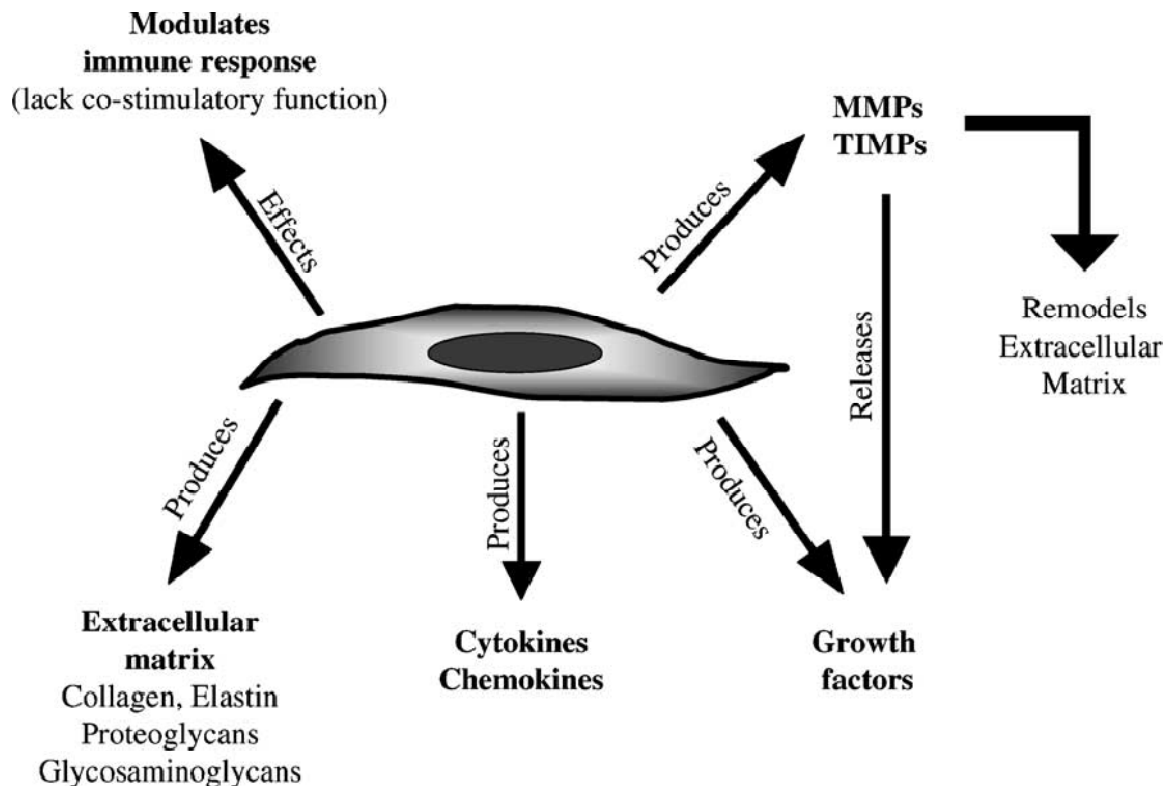 Modulates
immune response
(lack co-stimulatory function)
MMPs
TIMPs
Effects
Produces
Releases
Remodels
Extracellular
Matrix
Produces
Produces
Produces
Extracellular
matrix
Collagen, Elastin
Proteoglycans
Glycosaminoglycans
Cytokines
Chemokines
Growth
factors